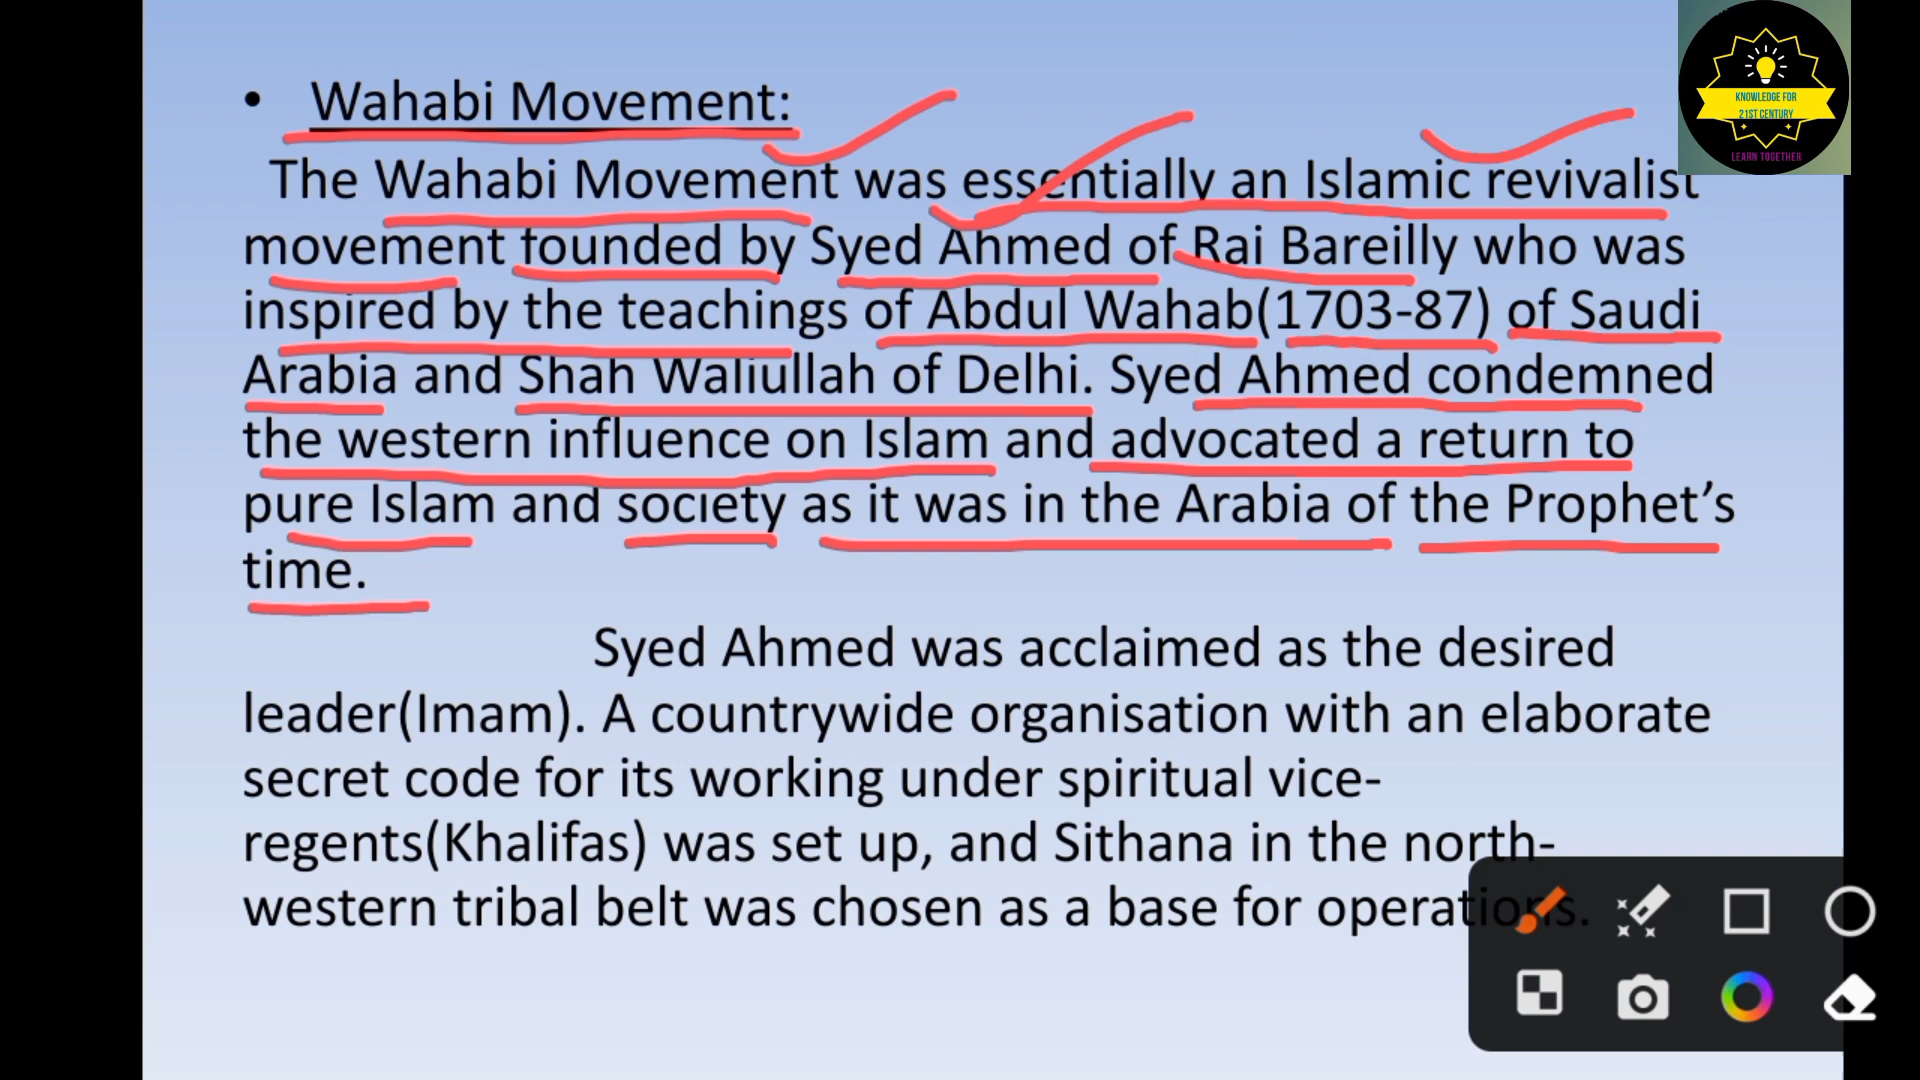 • Wahabi Movement:
The Wahabi Movement was essentially an Islamic revivalist
movement founded by Syed Ahmed of Rai Bareilly who was
inspired by the teachings of Abdul Wahab(1703-87) of Saudi
Arabia and Shah Waliullah of Delhi. Syed Ahmed condemned
the western influence on Islam and advocated a return to
pure Islam and society as it was in the Arabia of the Prophet’s
time.
Syed Ahmed was acclaimed as the desired
leader(Imam). A countrywide organisation with an elaborate
secret code for its working under spiritual vice-
regents(Khalifas) was set up, and Sithana in the north-
western tribal belt was chosen as a base for operations.
KNOWLEDGE FOR
21ST CENTURY
LEARN TOGETHER